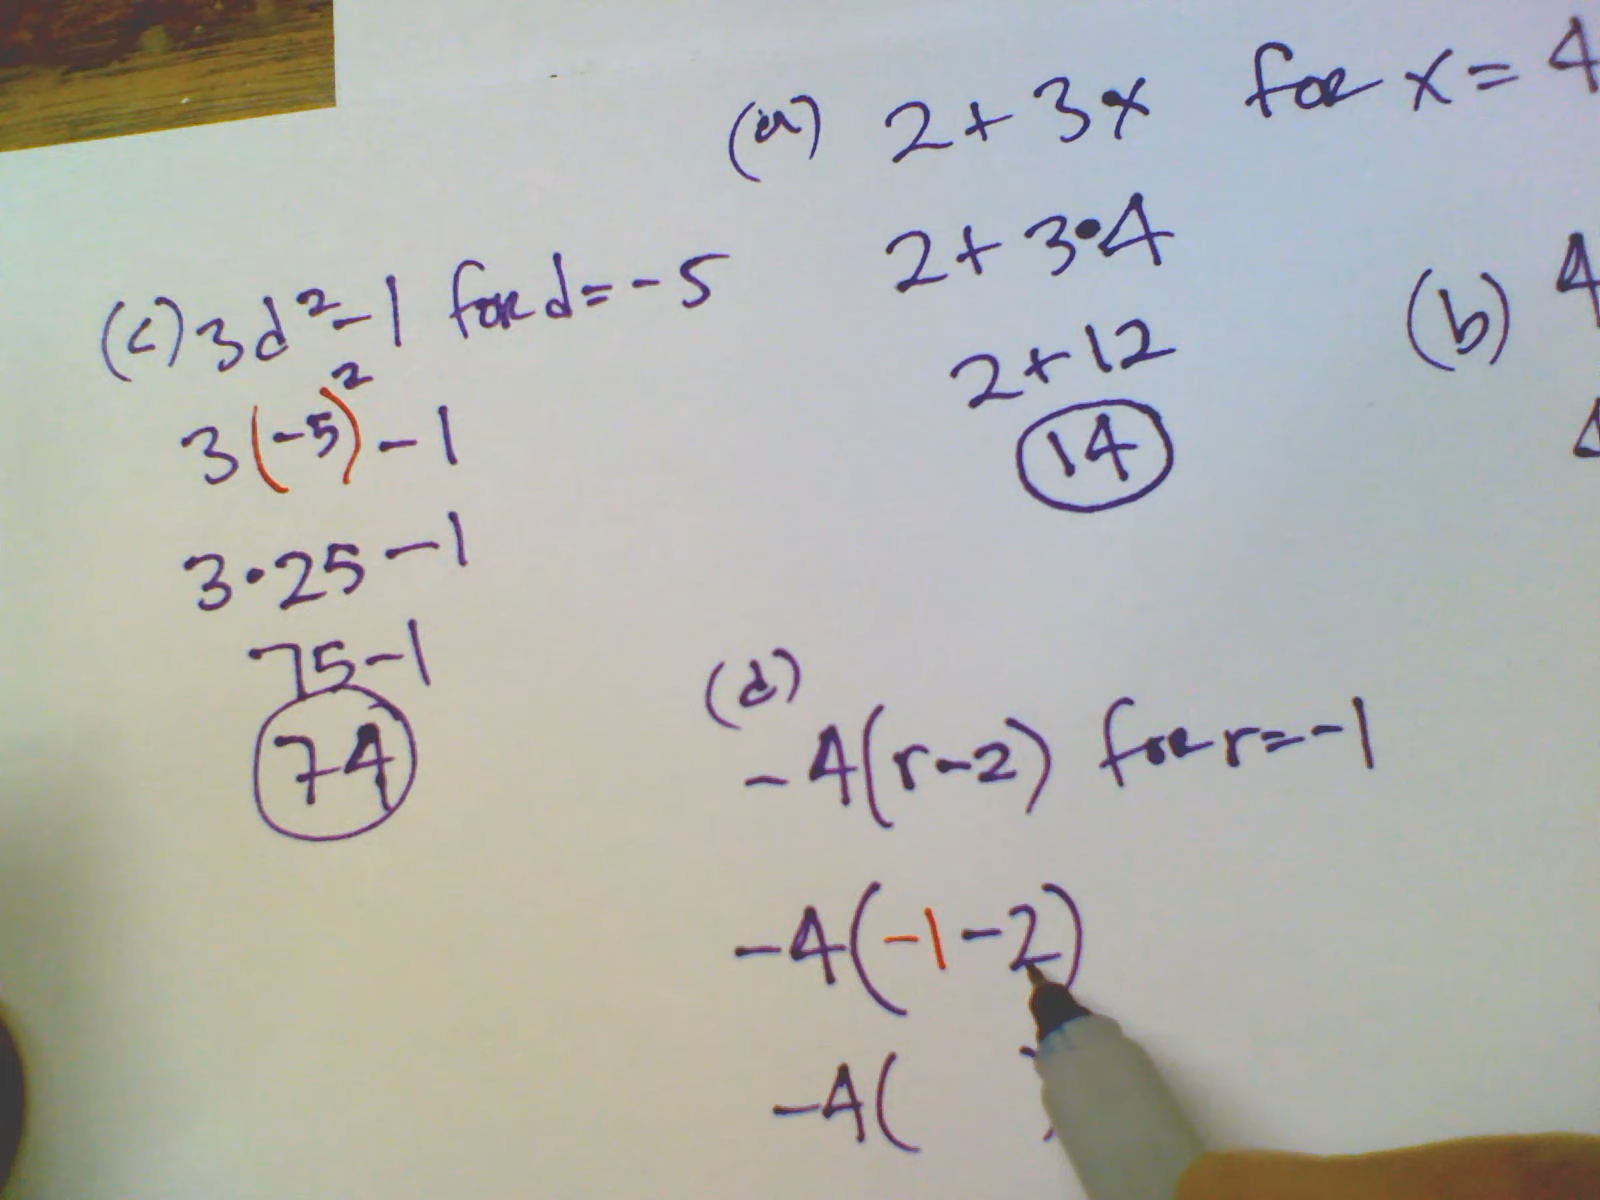 (a) 2 + 3x for x = 4
2 + 3•4
2 + 12
14
(b) 4
4
(c) 3d² - 1 for d = -5
3(-5)² - 1
3•25 - 1
75 - 1
74
(d)
-4(r - 2) for r = -1
-4(-1 - 2)
-4( )